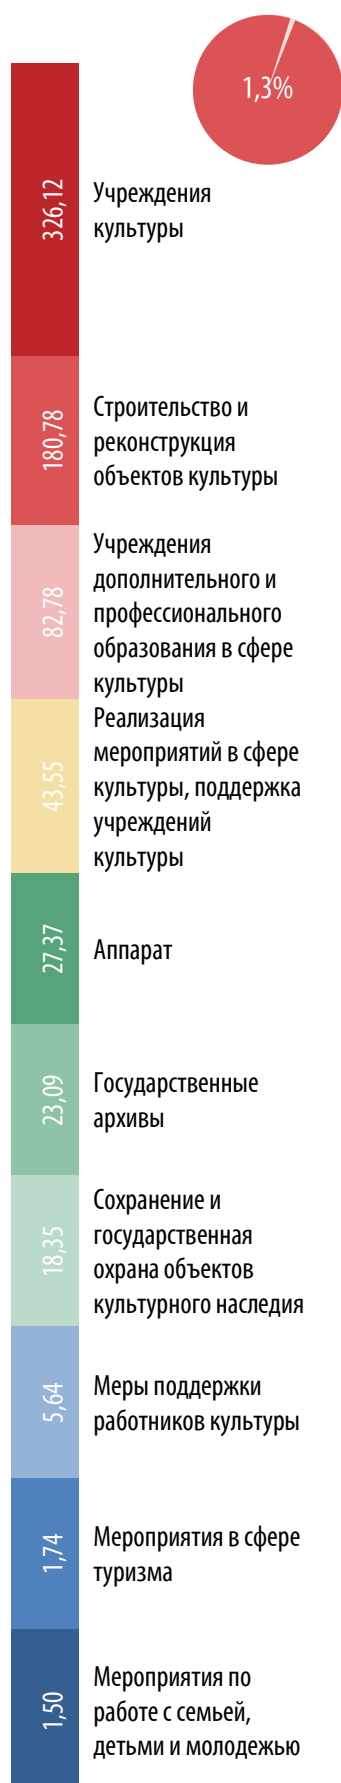 1,3%
326,12
Учреждения
культуры
180,78
Строительство и
реконструкция
объектов культуры
82,78
Учреждения
дополнительного и
профессионального
образования в сфере
культуры
43,55
Реализация
мероприятий в сфере
культуры, поддержка
учреждений
культуры
27,37
Аппарат
23,09
Государственные
архивы
18,35
Сохранение и
государственная
охрана объектов
культурного наследия
5,64
Меры поддержки
работников культуры
1,74
Мероприятия в сфере
туризма
1,50
Мероприятия по
работе с семьей,
детьми и молодежью